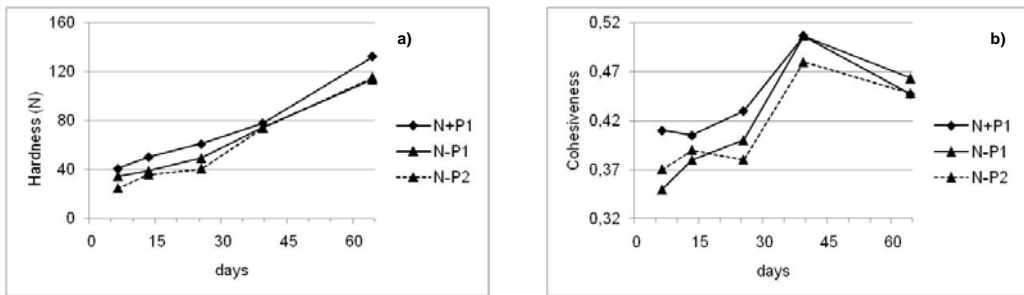 160
120
80
40
0
Hardness (N)
0 15 30 45 60
days
a)
N+P1
N-P1
N-P2
0,52
0,47
0,42
0,37
0,32
Cohesiveness
0 15 30 45 60
days
b)
N+P1
N-P1
N-P2